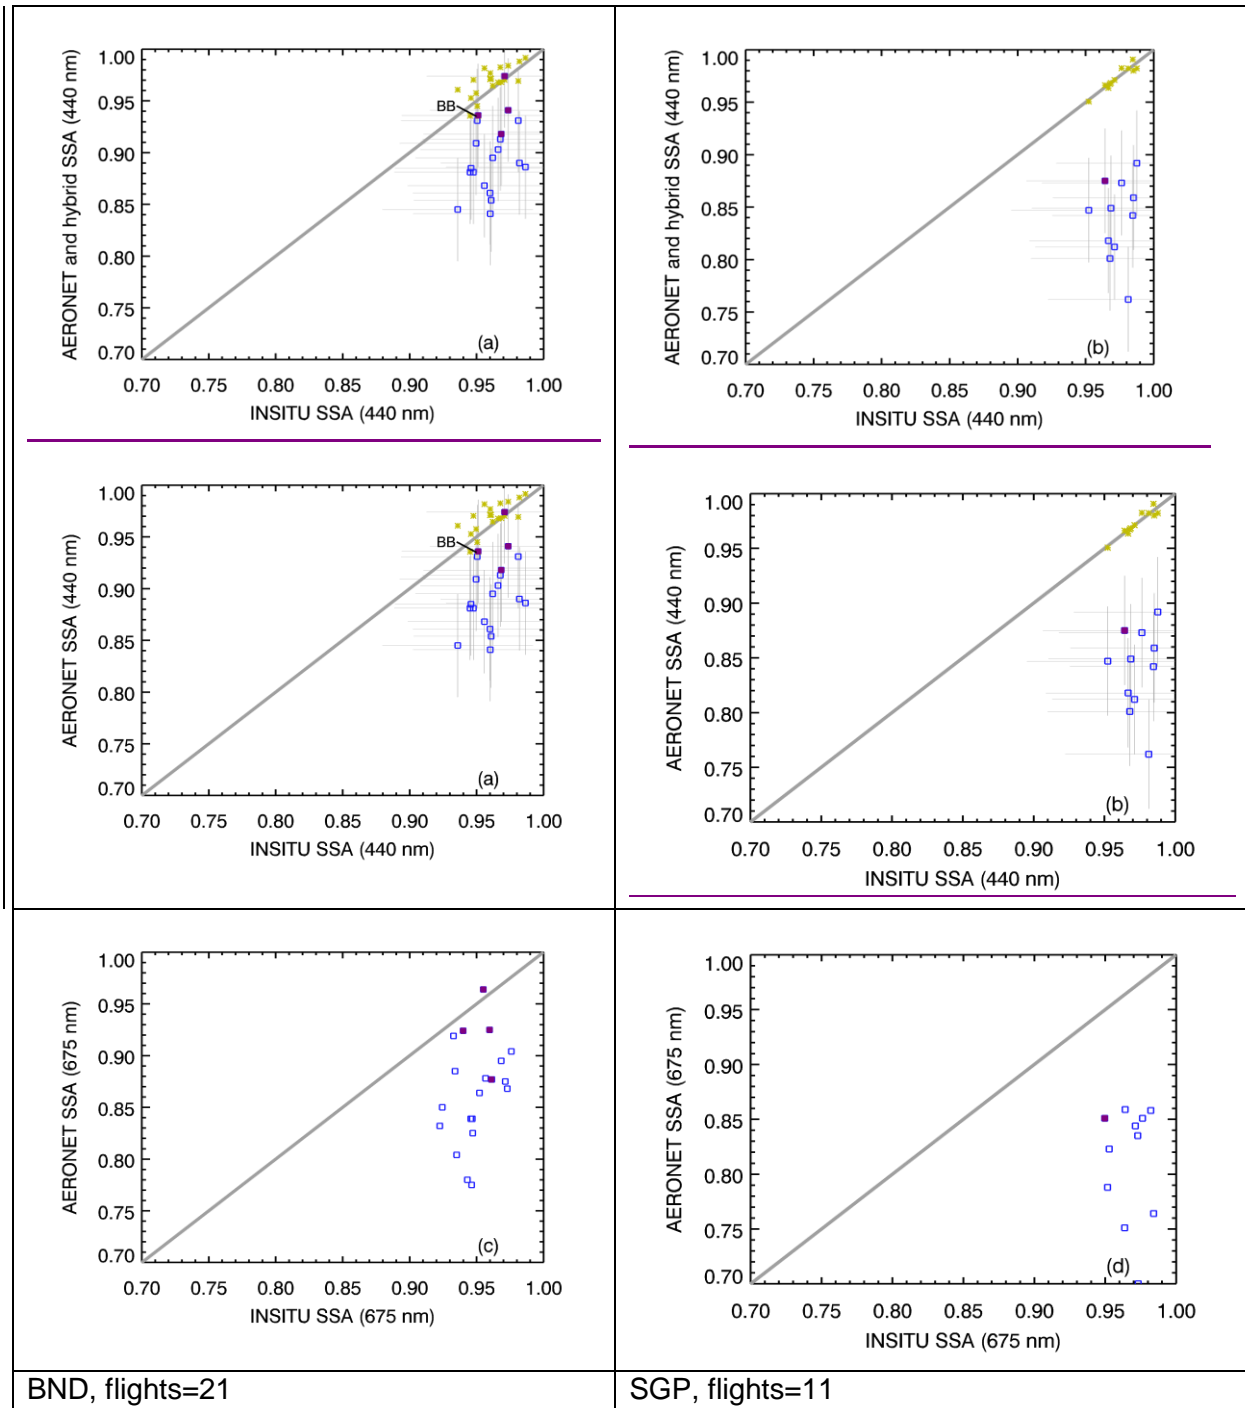 AERONET and hybrid SSA (440 nm)
1.00
0.95
0.90
0.85
0.80
0.75
0.70
BB
(a)
0.70 0.75 0.80 0.85 0.90 0.95 1.00
INSITU SSA (440 nm)
AERONET and hybrid SSA (440 nm)
1.00
0.95
0.90
0.85
0.80
0.75
0.70
(b)
0.70 0.75 0.80 0.85 0.90 0.95 1.00
INSITU SSA (440 nm)
AERONET SSA (440 nm)
1.00
0.95
0.90
0.85
0.80
0.75
0.70
BB
(a)
0.70 0.75 0.80 0.85 0.90 0.95 1.00
INSITU SSA (440 nm)
AERONET SSA (440 nm)
1.00
0.95
0.90
0.85
0.80
0.75
0.70
(b)
0.70 0.75 0.80 0.85 0.90 0.95 1.00
INSITU SSA (440 nm)
AERONET SSA (675 nm)
1.00
0.95
0.90
0.85
0.80
0.75
0.70
(c)
0.70 0.75 0.80 0.85 0.90 0.95 1.00
INSITU SSA (675 nm)
AERONET SSA (675 nm)
1.00
0.95
0.90
0.85
0.80
0.75
0.70
(d)
0.70 0.75 0.80 0.85 0.90 0.95 1.00
INSITU SSA (675 nm)
BND, flights=21
SGP, flights=11